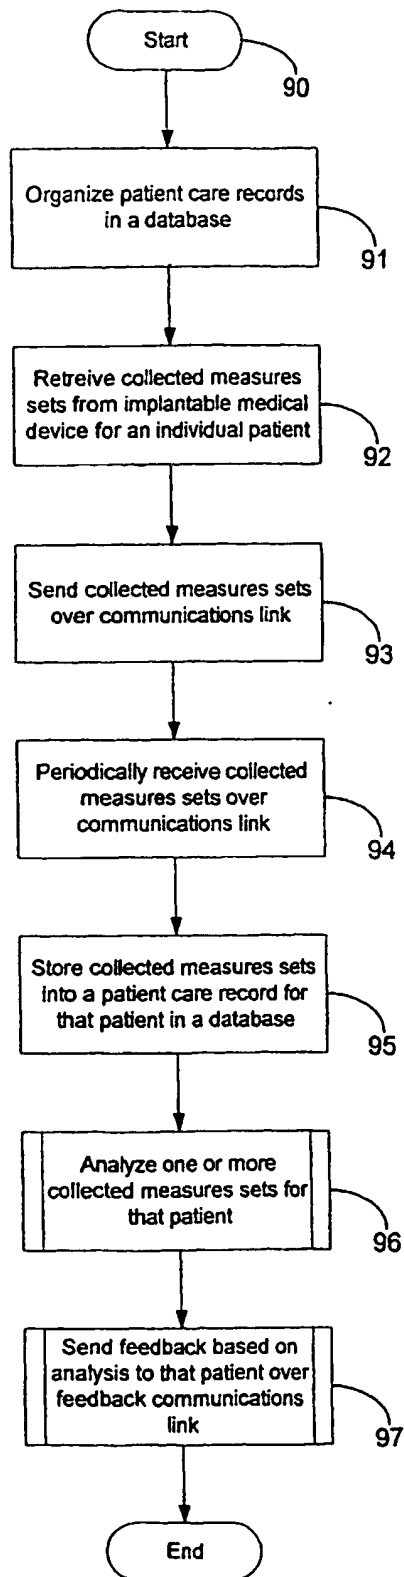 Start
90
Organize patient care records
in a database
91
Retreive collected measures
sets from implantable medical
device for an individual patient
92
Send collected measures sets
over communications link
93
Periodically receive collected
measures sets over
communications link
94
Store collected measures sets
into a patient care record for
that patient in a database
95
Analyze one or more
collected measures sets for
that patient
96
Send feedback based on
analysis to that patient over
feedback communications
link
97
End